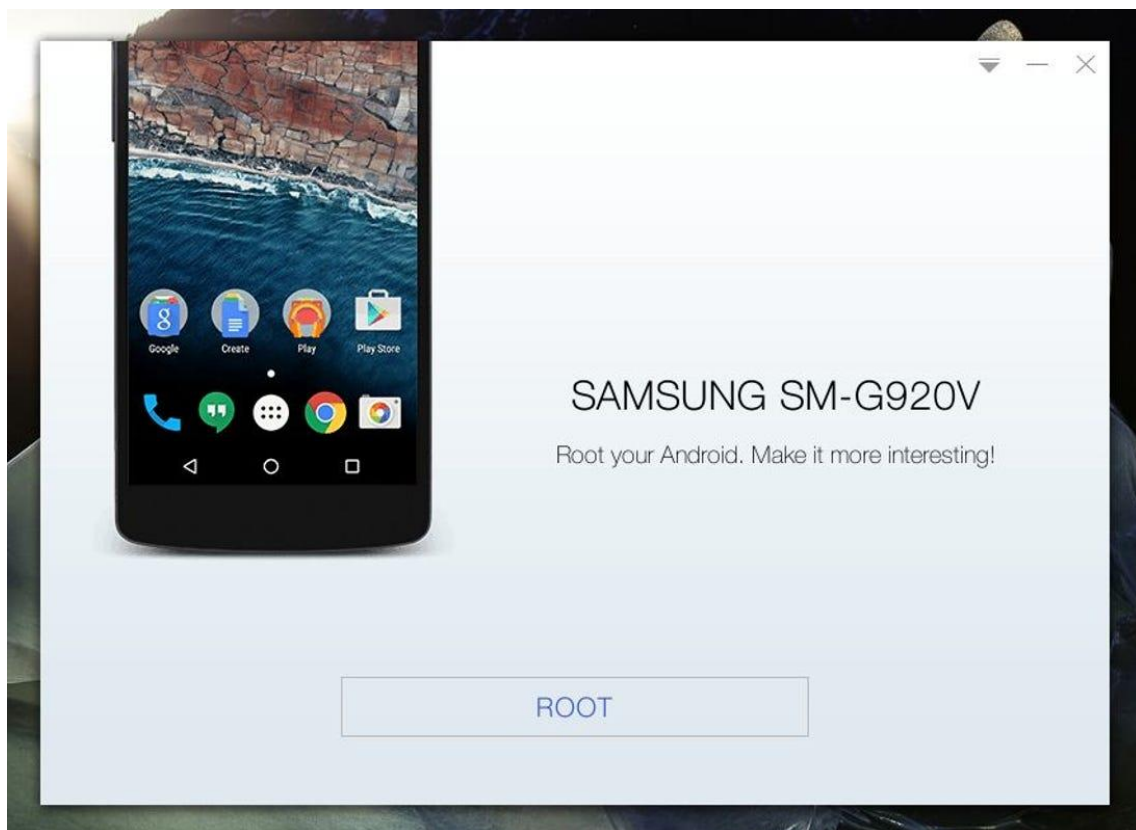 Google Create Play Play Store
SAMSUNG SM-G920V
Root your Android. Make it more interesting!
ROOT